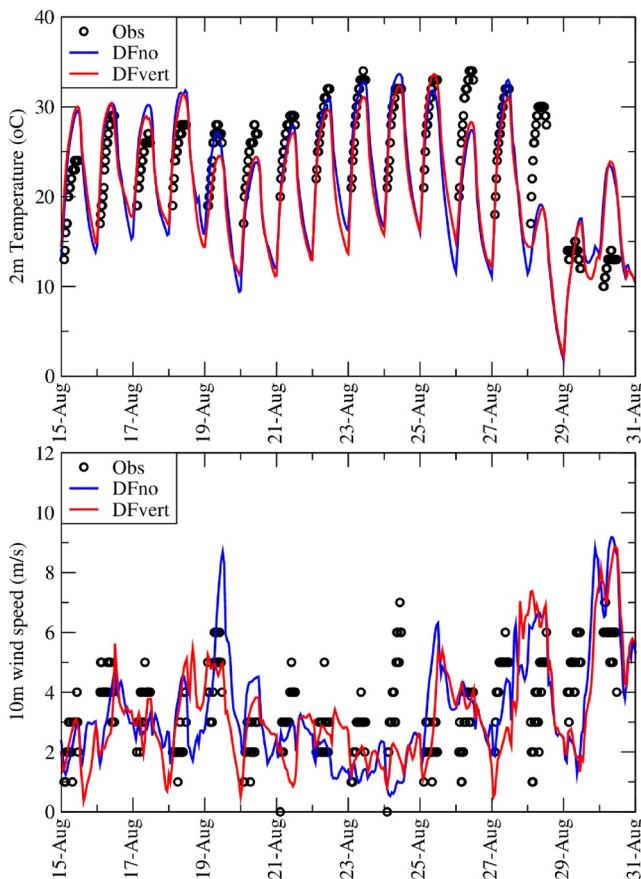 Obs
DFno
DFvert
2m Temperature (oC)
40
30
20
10
0
15-Aug
17-Aug
19-Aug
21-Aug
23-Aug
25-Aug
27-Aug
29-Aug
31-Aug
Obs
DFno
DFvert
10m wind speed (m/s)
12
10
8
6
4
2
0
15-Aug
17-Aug
19-Aug
21-Aug
23-Aug
25-Aug
27-Aug
29-Aug
31-Aug